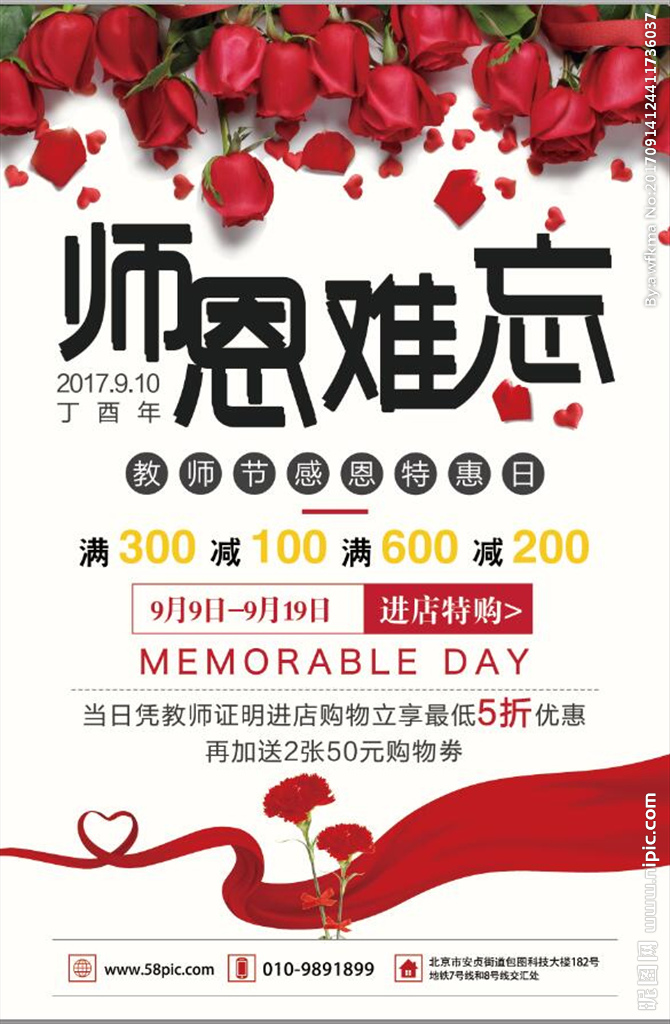 师恩难忘
2017.9.10
丁酉年
教师节感恩特惠日
满300减100满600减200
9月9日-9月19日 进店特购>
MEMORABLE DAY
当日凭教师证明进店购物立享最低5折优惠
再加送2张50元购物劵
www.58pic.com
010-9891899
北京市安贞街道包图科技大楼182号
地铁7号线和8号线交汇处
By:awfkma No:20170914124411736037
昵图网 www.nipic.com